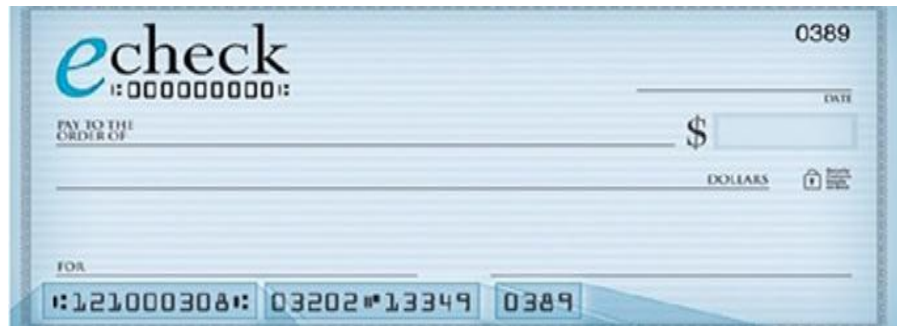 0389
echeck
⑆000000000⑆
DATE
PAY TO THE
ORDER OF
$
DOLLARS
FOR
⑆121000308⑆ 03202⑈13349 0389